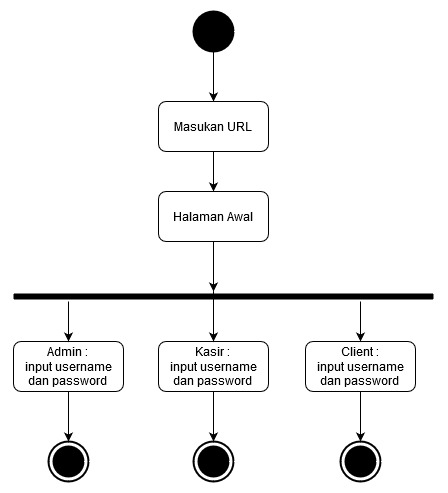 Masukan URL
Halaman Awal
Admin :
input username
dan password
Kasir :
input username
dan password
Client :
input username
dan password